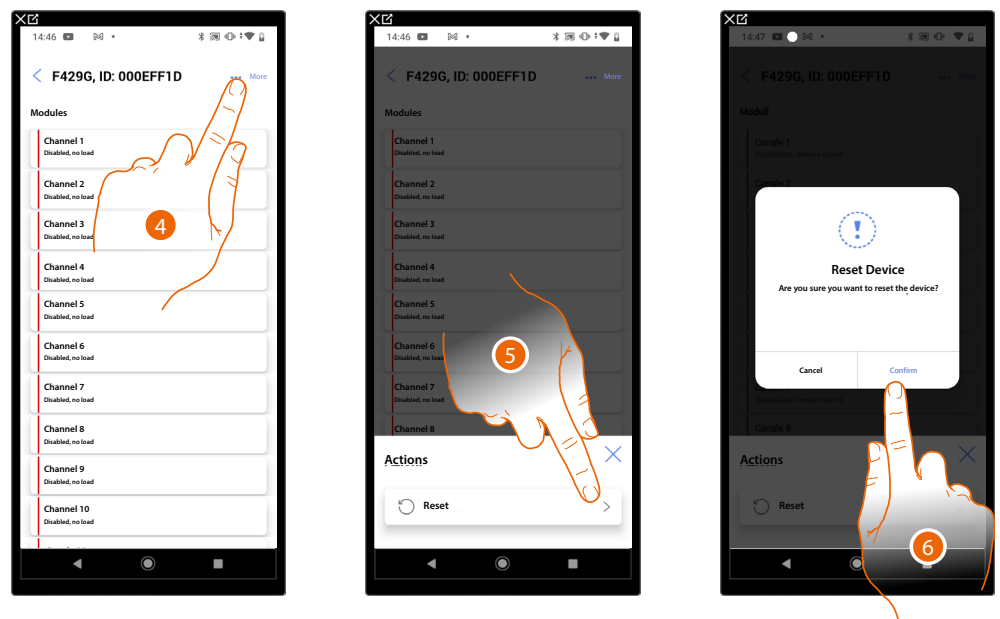 14:46
F429G, ID: 000EFF1D
More
Modules
Channel 1
Disabled, no load
Channel 2
Disabled, no load
Channel 3
Disabled, no load
Channel 4
Disabled, no load
Channel 5
Disabled, no load
Channel 6
Disabled, no load
Channel 7
Disabled, no load
Channel 8
Disabled, no load
Channel 9
Disabled, no load
Channel 10
Disabled, no load
4
14:46
F429G, ID: 000EFF1D
More
Modules
Channel 1
Disabled, no load
Channel 2
Disabled, no load
Channel 3
Disabled, no load
Channel 4
Disabled, no load
Channel 5
Disabled, no load
Channel 6
Disabled, no load
Channel 7
Disabled, no load
Channel 8
5
Actions
Reset
14:47
F429G, ID: 000EFF1D
More
Moduli
Canale 1
Canale 2
Reset Device
Are you sure you want to reset the device?
Cancel
Confirm
Canale 8
Actions
Reset
6